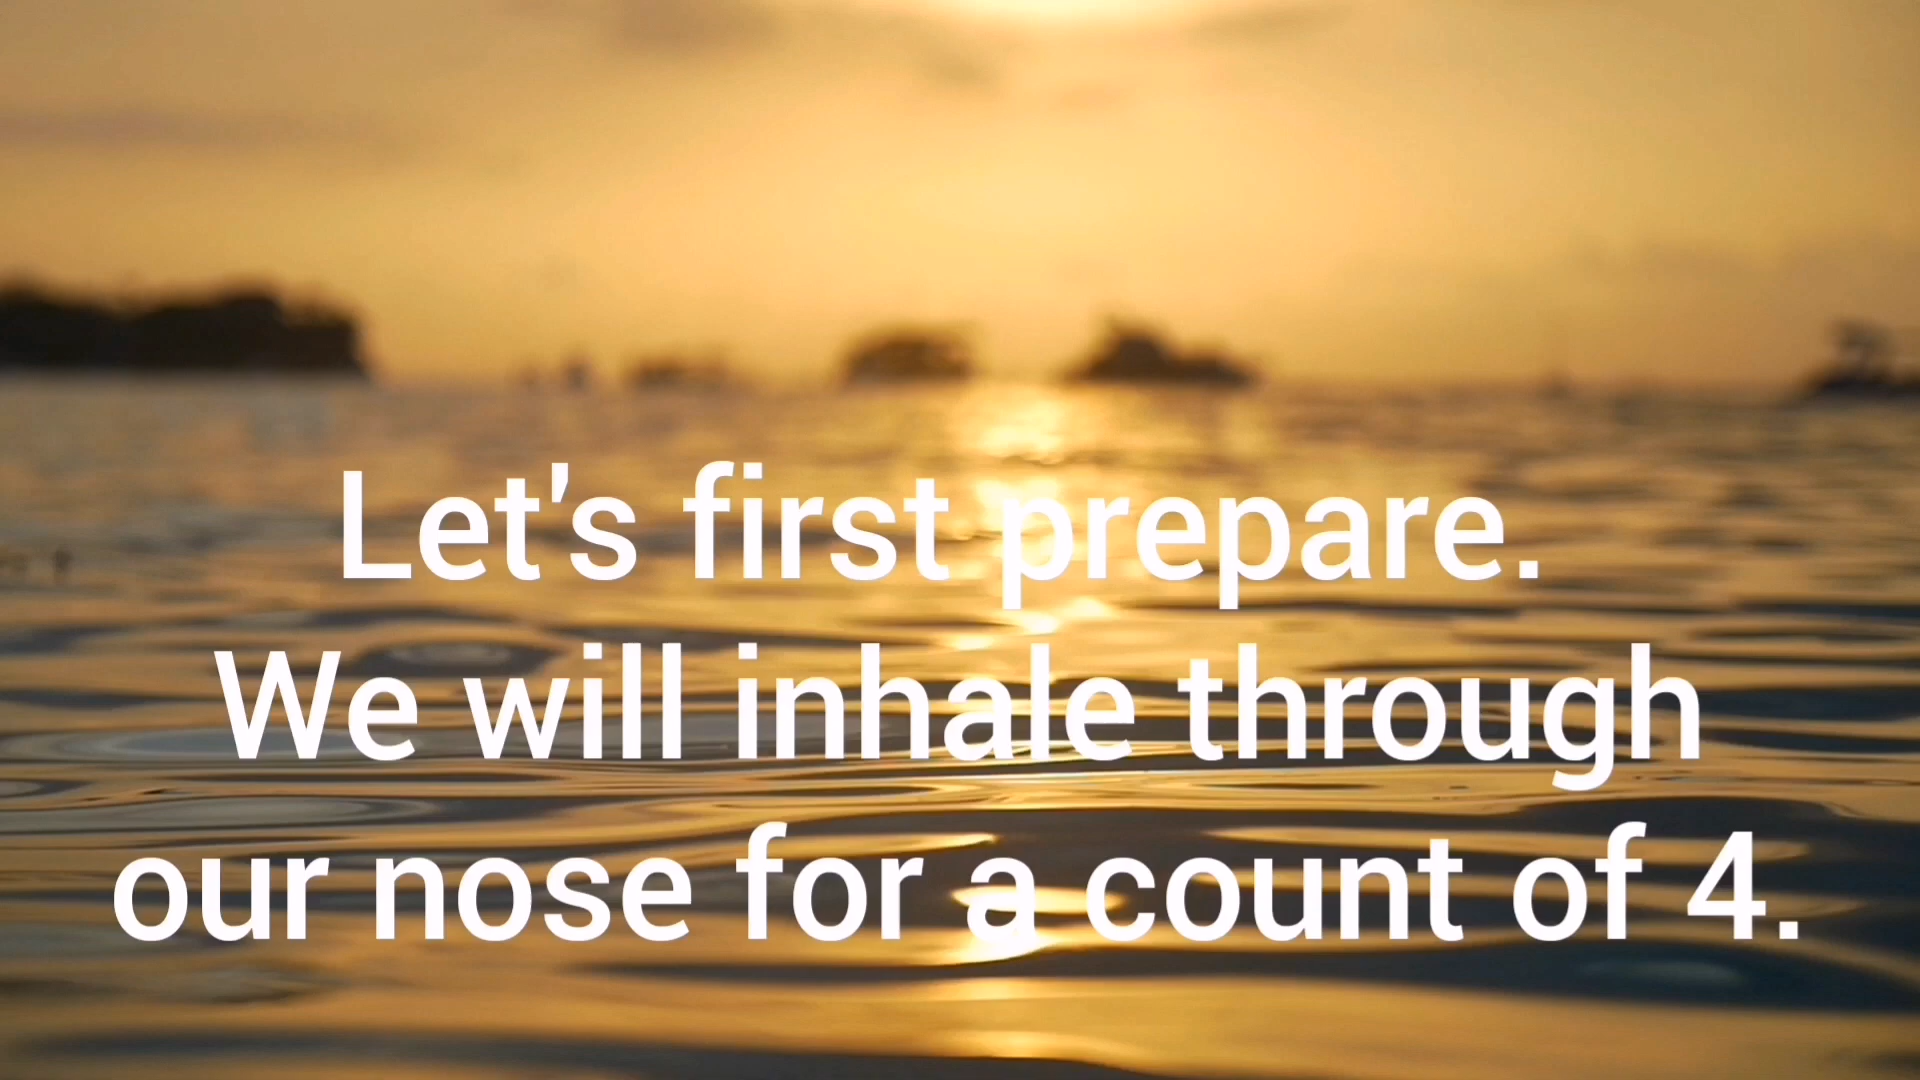 Let's first prepare.
We will inhale through
our nose for a count of 4.